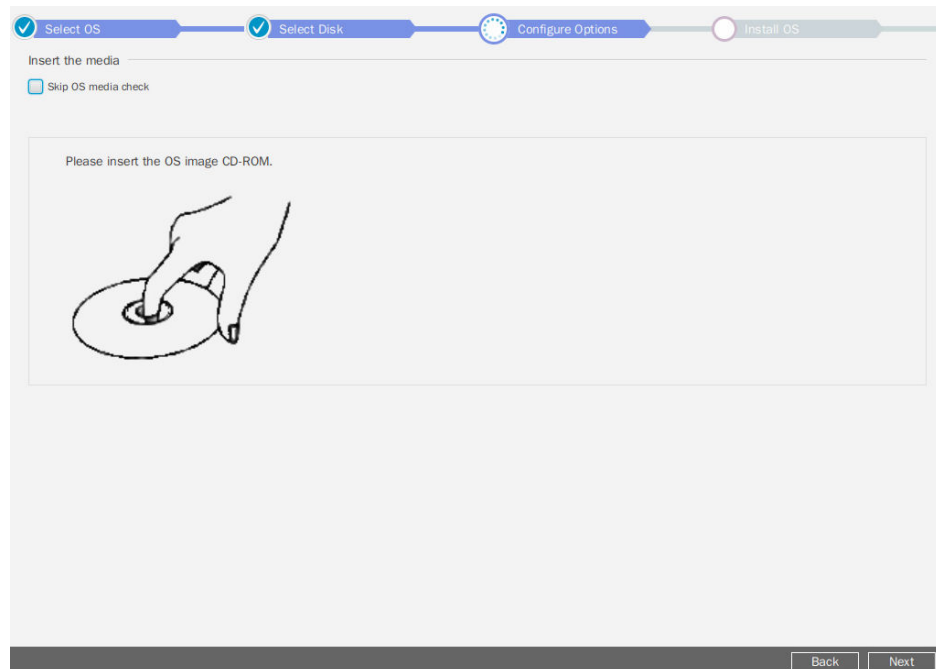 Select OS
Select Disk
Configure Options
Install OS
Insert the media
Skip OS media check
Please insert the OS image CD-ROM.
Back
Next